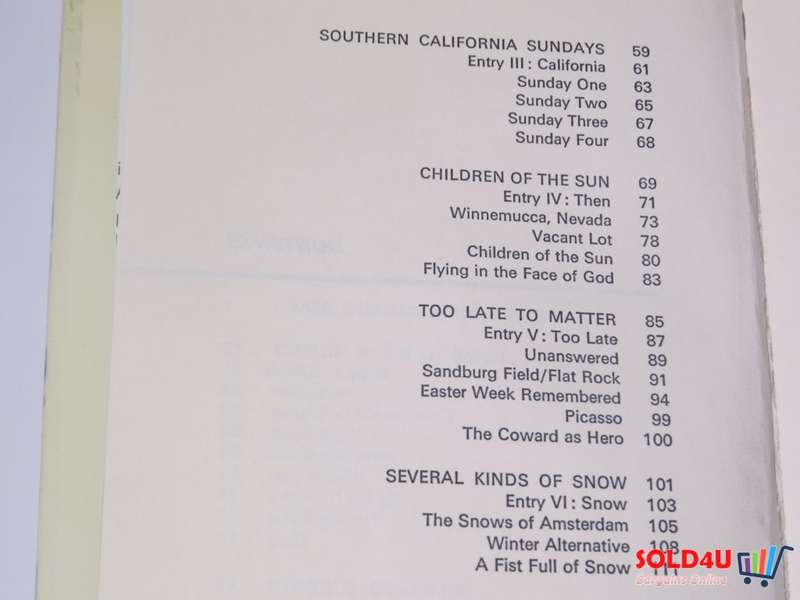 SOUTHERN CALIFORNIA SUNDAYS 59
Entry III: California 61
Sunday One 63
Sunday Two 65
Sunday Three 67
Sunday Four 68
CHILDREN OF THE SUN 69
Entry IV: Then 71
Winnemucca, Nevada 73
Vacant Lot 78
Children of the Sun 80
Flying in the Face of God 83
TOO LATE TO MATTER 85
Entry V: Too Late 87
Unanswered 89
Sandburg Field/Flat Rock 91
Easter Week Remembered 94
Picasso 99
The Coward as Hero 100
SEVERAL KINDS OF SNOW 101
Entry VI: Snow 103
The Snows of Amsterdam 105
Winter Alternative 108
A Fist Full of Snow 111
SOLD4U
Bargains Online